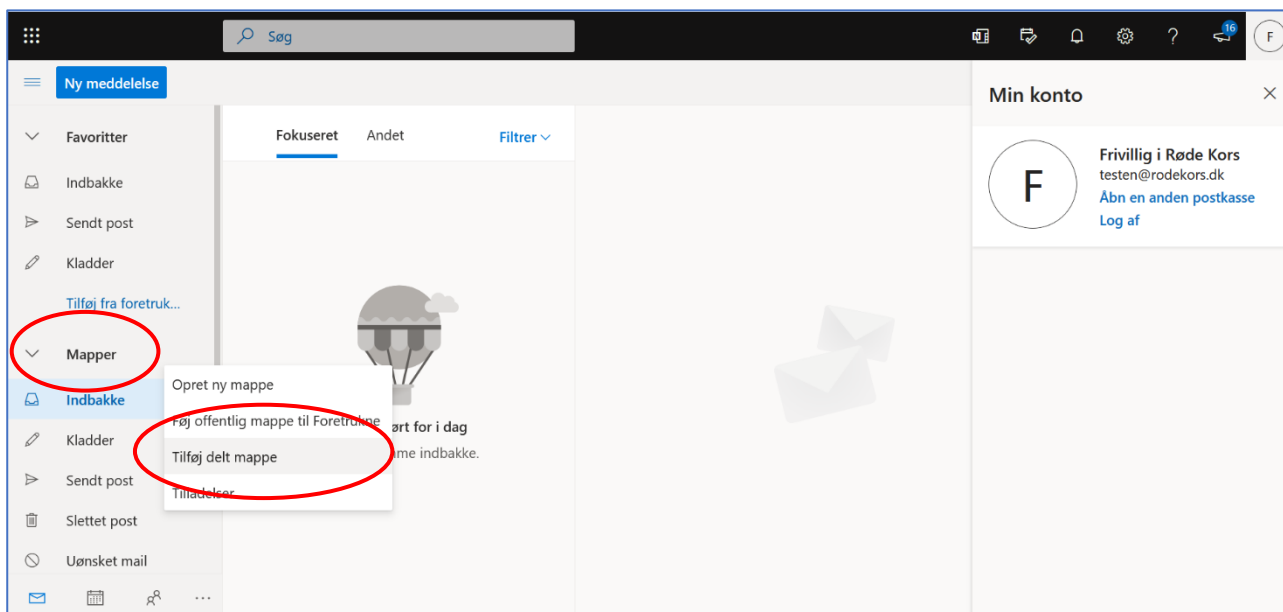 Søg
16
F
Ny meddelelse
Min konto
Favoritter
Fokuseret
Andet
Filtrer
Indbakke
Sendt post
Kladder
Tilføj fra foretruk...
F
Frivillig i Røde Kors
testen@rodekors.dk
Åbn en anden postkasse
Log af
Mapper
Indbakke
Kladder
Sendt post
Slettet post
Uønsket mail
Opret ny mappe
Føj offentlig mappe til Foretrukne
Tilføj delt mappe
Tilladelser
ørt for i dag
me indbakke.